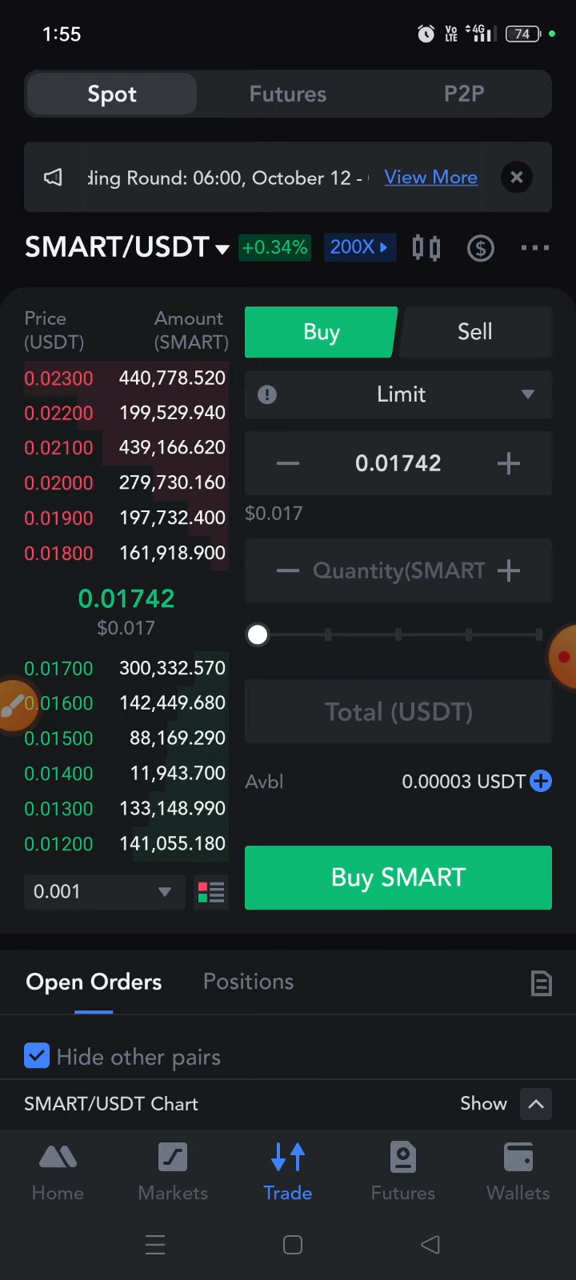 1:55
Vo LTE 4G 74
Spot Futures P2P
ding Round: 06:00, October 12 - View More
SMART/USDT +0.34% 200X
Price Amount
(USDT) (SMART)
0.02300 440,778.520
0.02200 199,529.940
0.02100 439,166.620
0.02000 279,730.160
0.01900 197,732.400
0.01800 161,918.900
0.01742
$0.017
0.01700 300,332.570
0.01600 142,449.680
0.01500 88,169.290
0.01400 11,943.700
0.01300 133,148.990
0.01200 141,055.180
0.001
Buy Sell
Limit
0.01742
$0.017
Quantity(SMART
Total (USDT)
Avbl 0.00003 USDT
Buy SMART
Open Orders Positions
Hide other pairs
SMART/USDT Chart Show
Home Markets Trade Futures Wallets